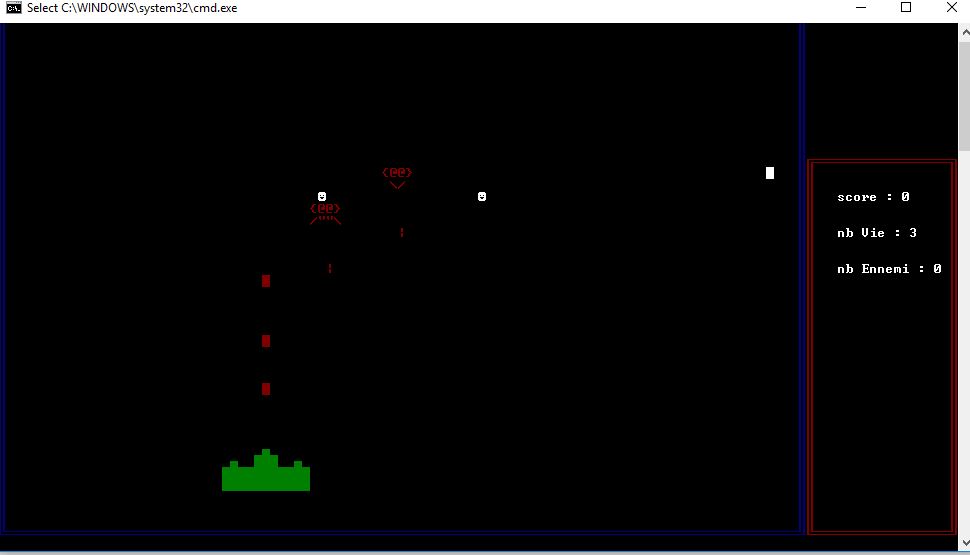 Select C:\WINDOWS\system32\cmd.exe
{@@}
{@@}
/""\
score : 0
nb Vie : 3
nb Ennemi : 0